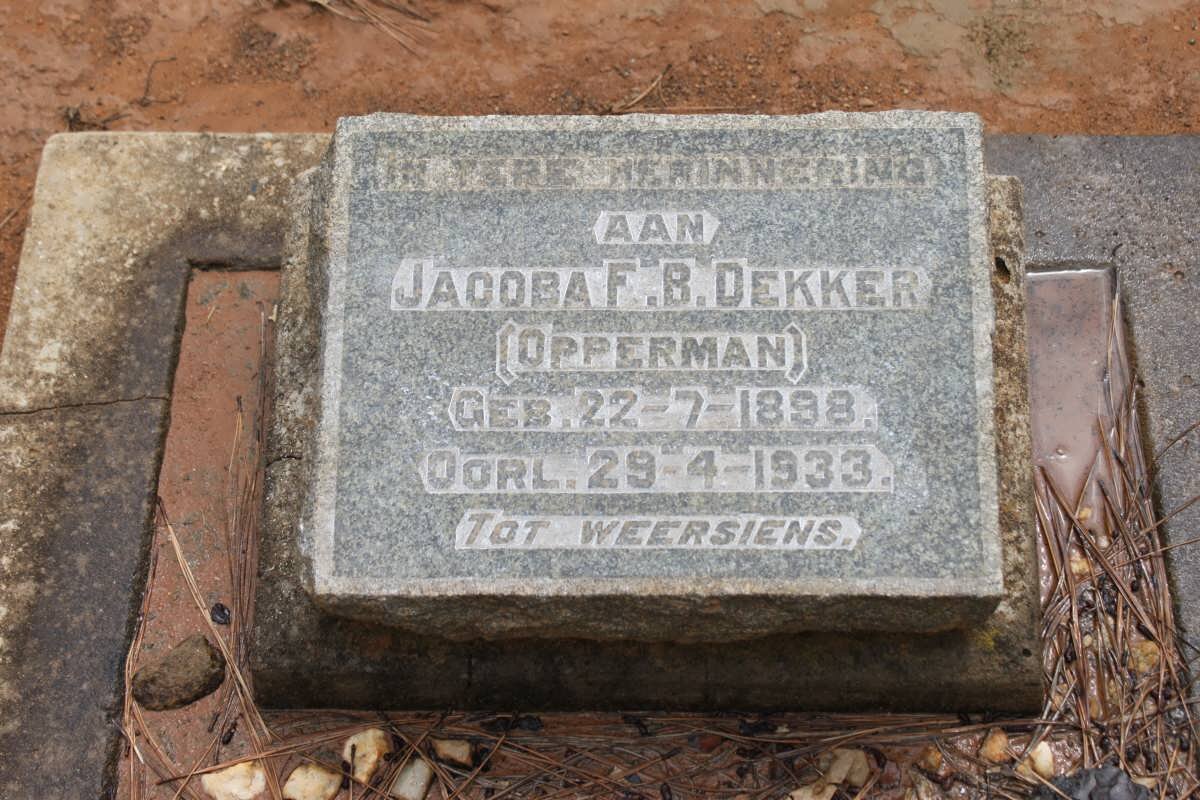 IN TERE HERINNERING
AAN
JACOBA F.B. DEKKER
(OPPERMAN)
GEB. 22-7-1898.
OORL. 29-4-1933.
TOT WEERSIENS.